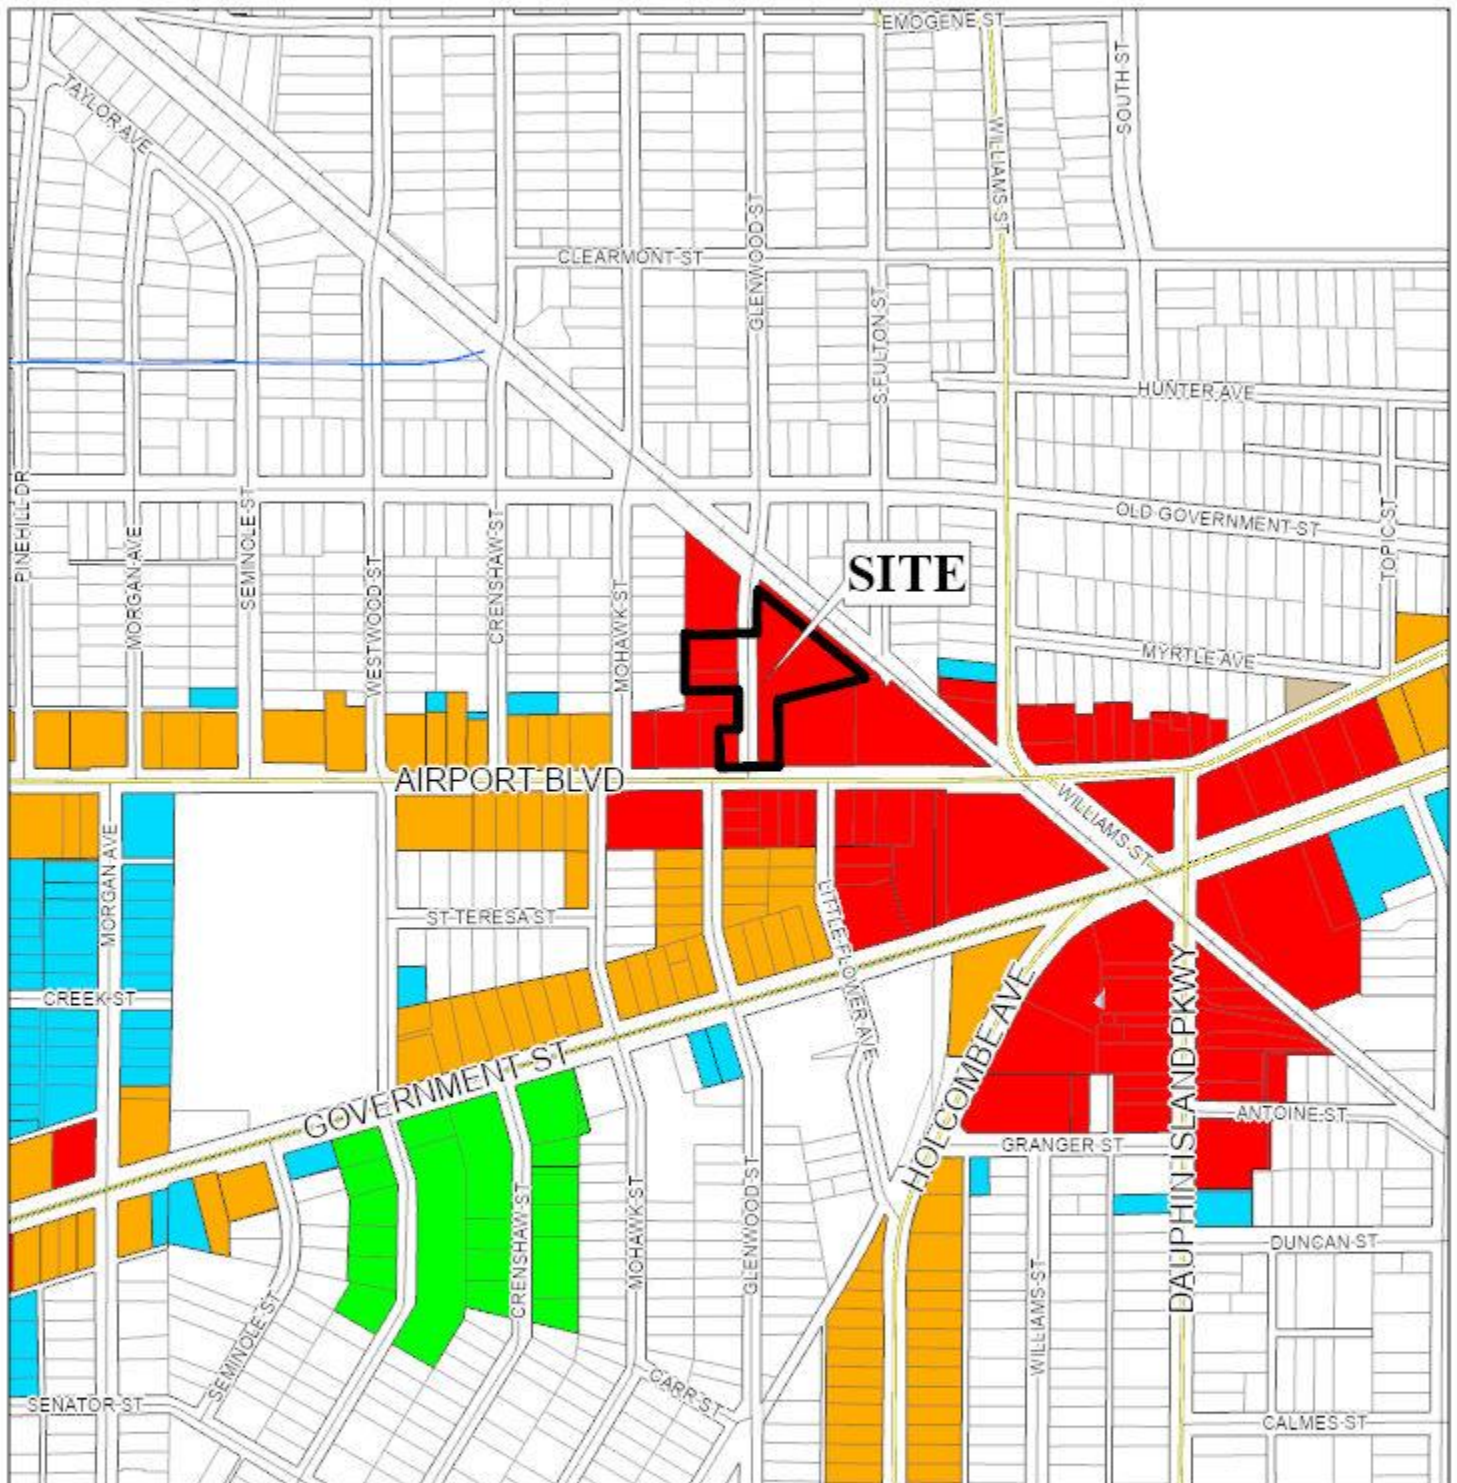 EMOGENE ST
TAYLOR AVE
SOUTH ST
WILLIAMS ST
GLENWOOD ST
CLEARMONT ST
S FULTON ST
HUNTER AVE
PINEHILL DR
MORGAN AVE
SEMINOLE ST
WESTWOOD ST
CRENSHAW ST
MOHAWK ST
OLD GOVERNMENT ST
TOPIC ST
SITE
MYRTLE AVE
AIRPORT BLVD
WILLIAMS ST
MORGAN AVE
ST TERESA ST
LITTLE FLOWER AVE
CREEK ST
GOVERNMENT ST
HOLCOMBE AVE
DAUPHIN ISLAND PKWY
ANTOINE ST
GRANGER ST
CRENSHAW ST
MOHAWK ST
GLENWOOD ST
WILLIAMS ST
DUNCAN ST
SEMINOLE ST
CARR ST
SENATOR ST
CALMES ST